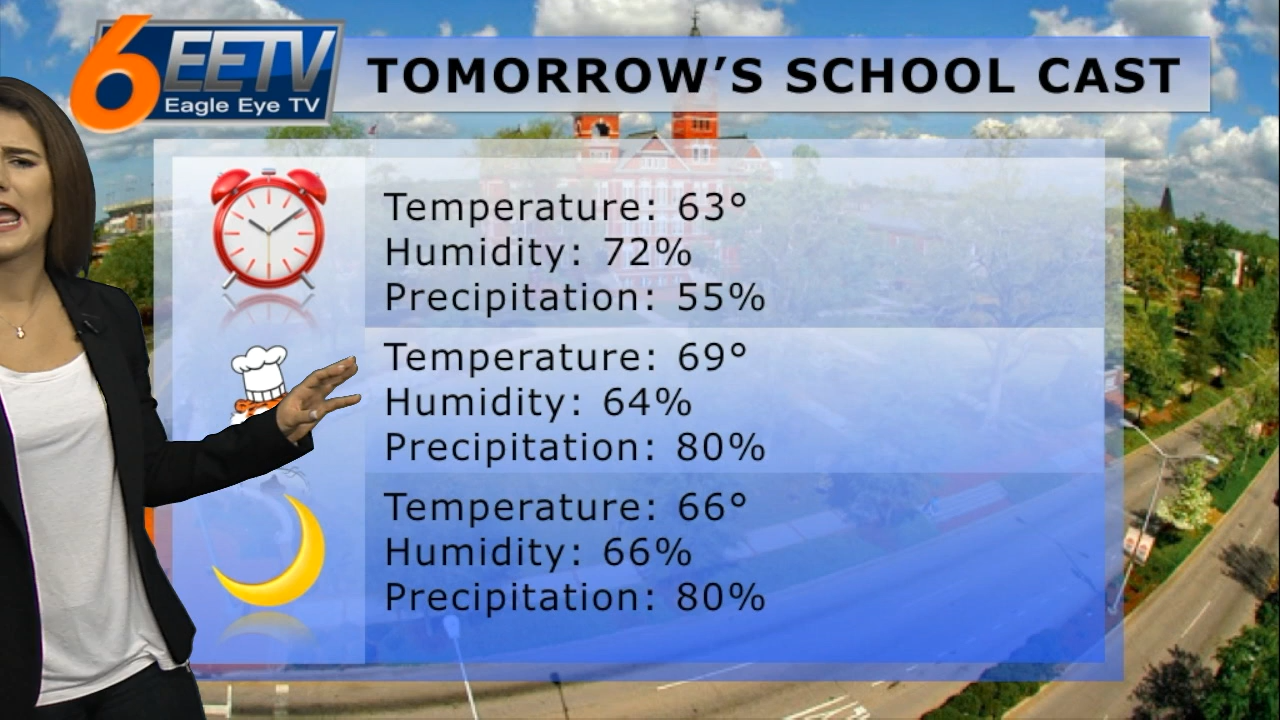 6
EETV
Eagle Eye TV
TOMORROW’S SCHOOL CAST
Temperature: 63°
Humidity: 72%
Precipitation: 55%
Temperature: 69°
Humidity: 64%
Precipitation: 80%
Temperature: 66°
Humidity: 66%
Precipitation: 80%